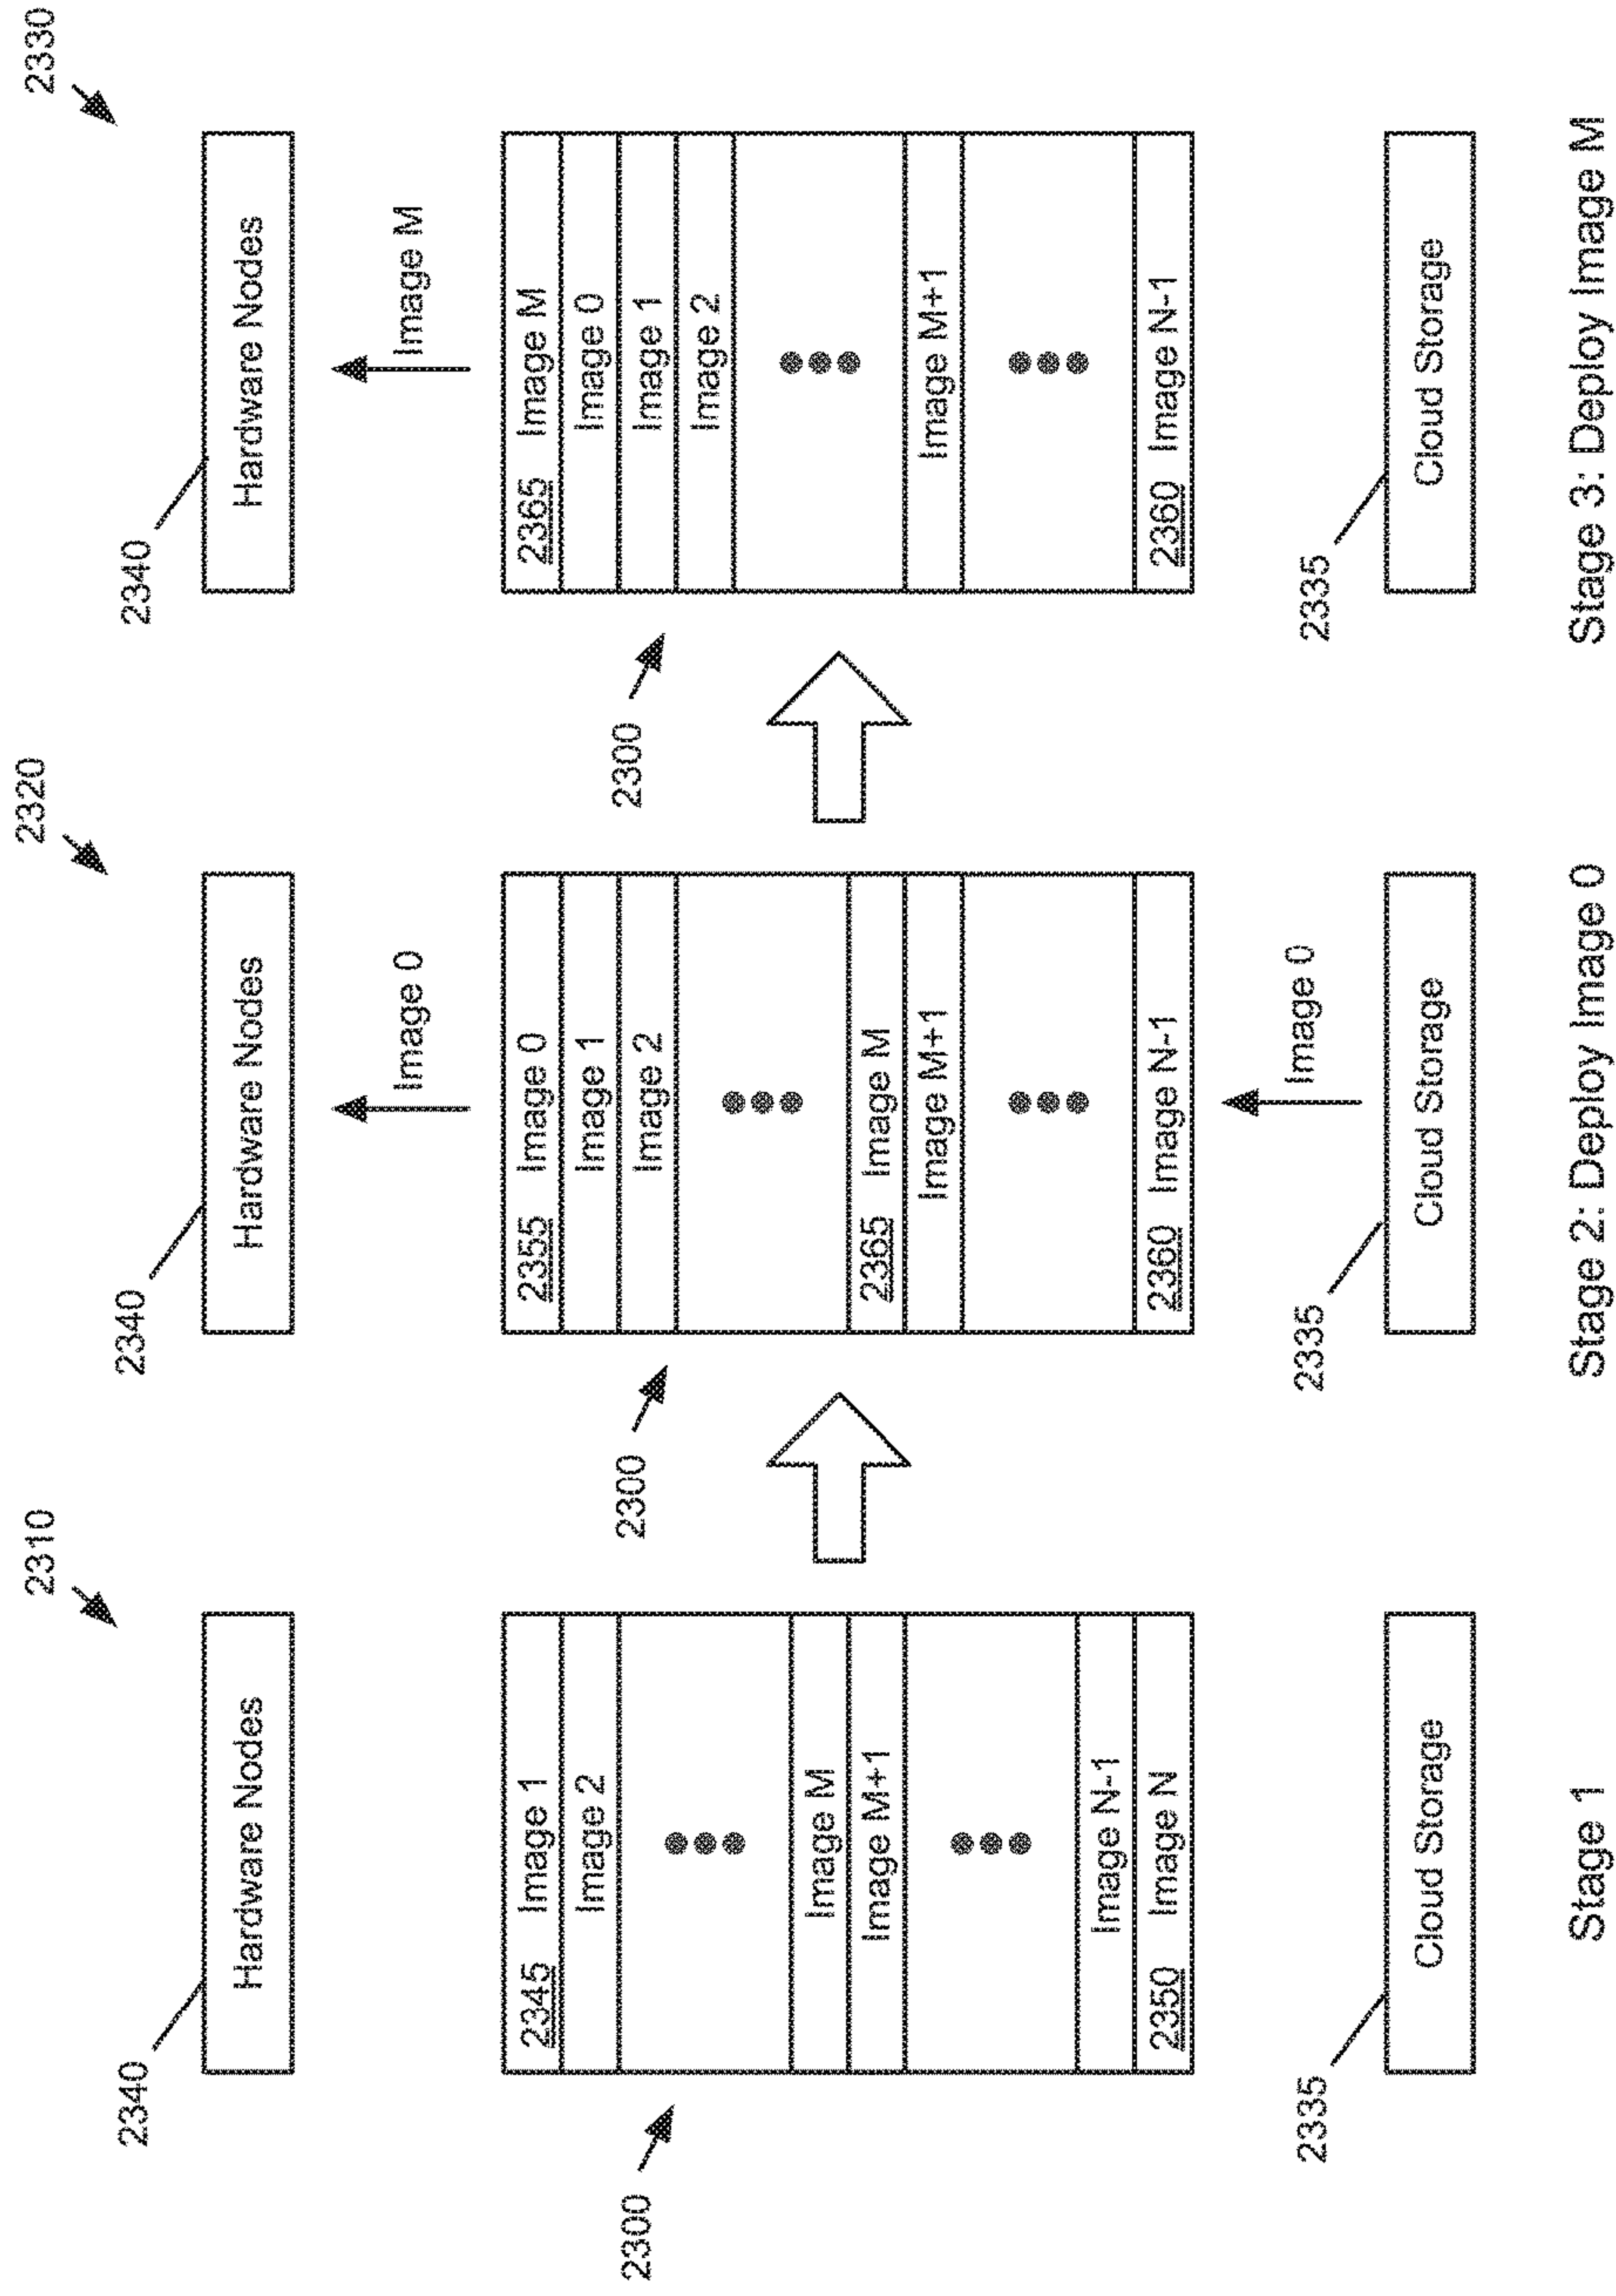 2310
2340
Hardware Nodes
2300
2345 Image 1
Image 2
Image M
Image M+1
Image N-1
2350 Image N
2335
Cloud Storage
Stage 1
2320
2340
Hardware Nodes
Image 0
2300
2355 Image 0
Image 1
Image 2
2365 Image M
Image M+1
2360 Image N-1
Image 0
2335
Cloud Storage
Stage 2: Deploy Image 0
2330
2340
Hardware Nodes
Image M
2300
2365 Image M
Image 0
Image 1
Image 2
Image M+1
2360 Image N-1
2335
Cloud Storage
Stage 3: Deploy Image M